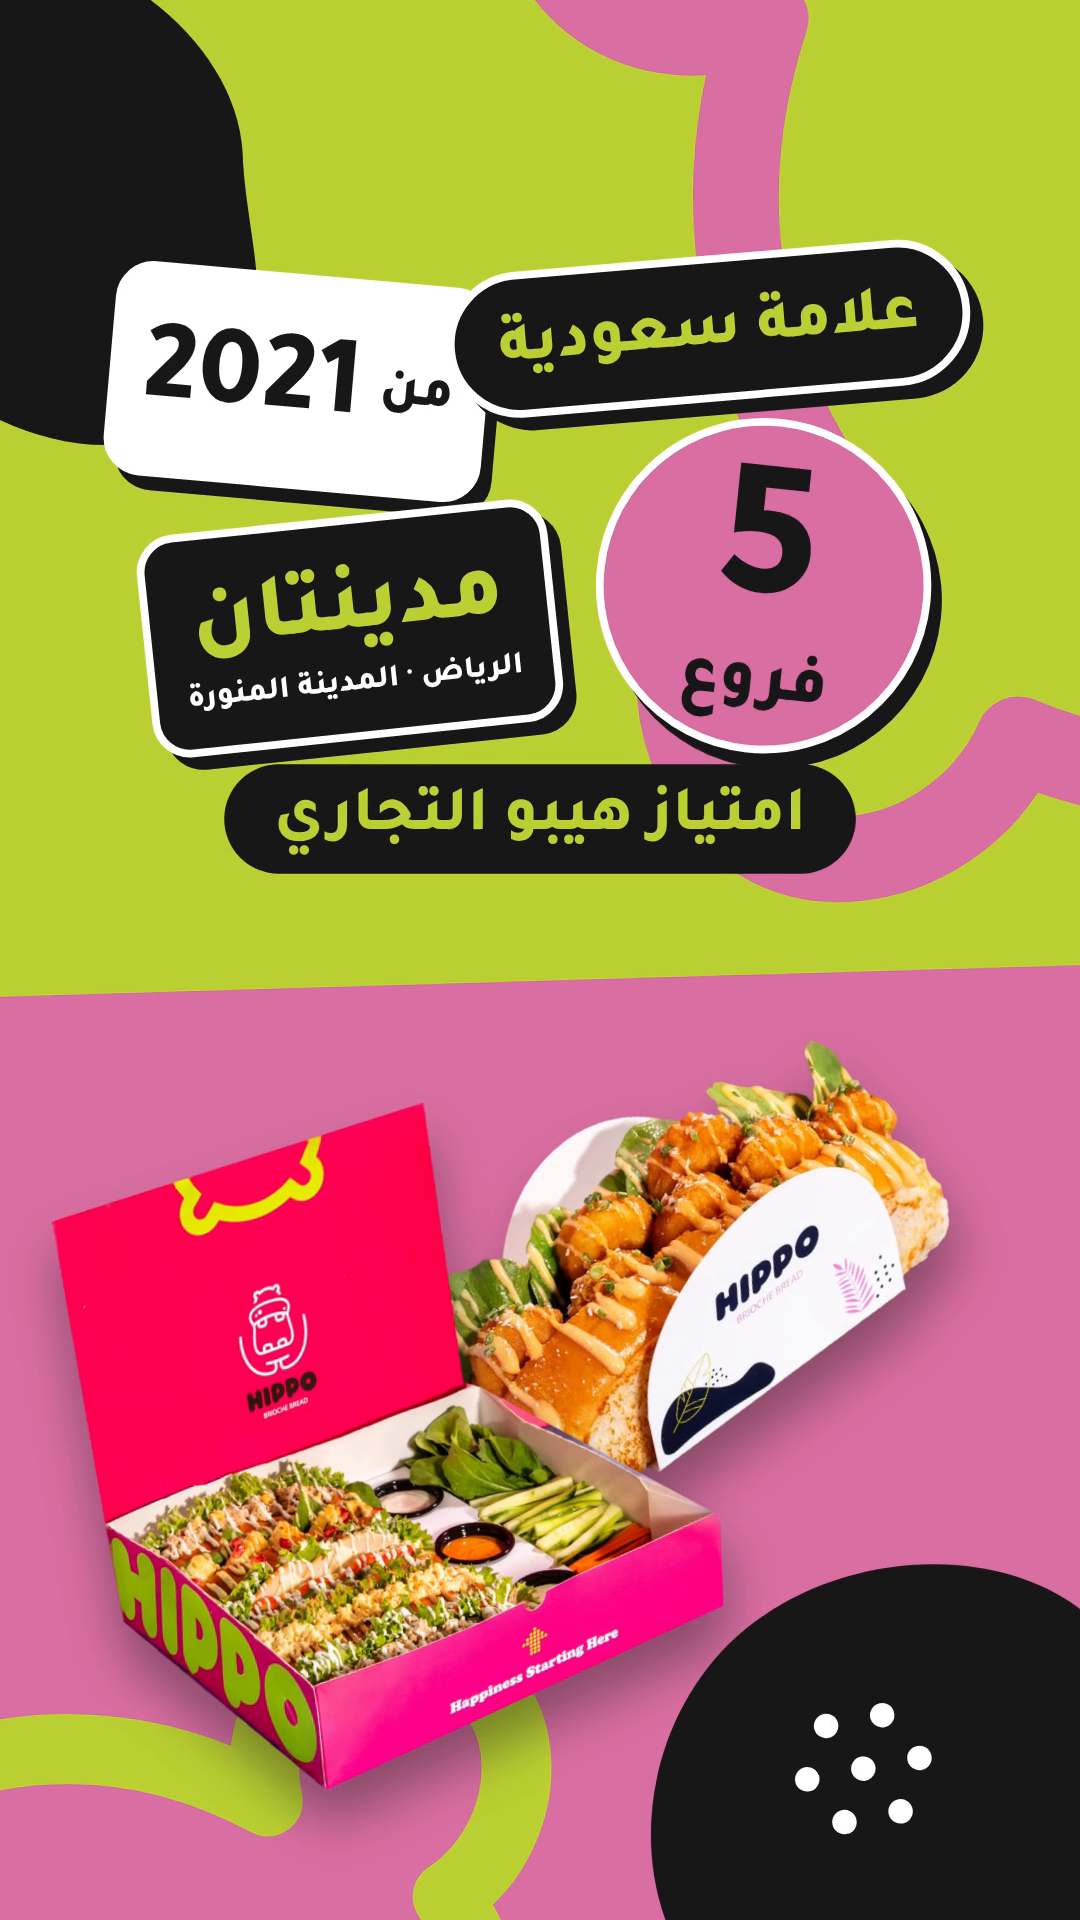 علامة سعودية
من 2021
5
فروع
مدينتان
الرياض · المدينة المنورة
امتياز هيبو التجاري
HIPPO
BRIOCHE BREAD
HIPPO
BRIOCHE BREAD
HIPPO
Happiness Starting Here